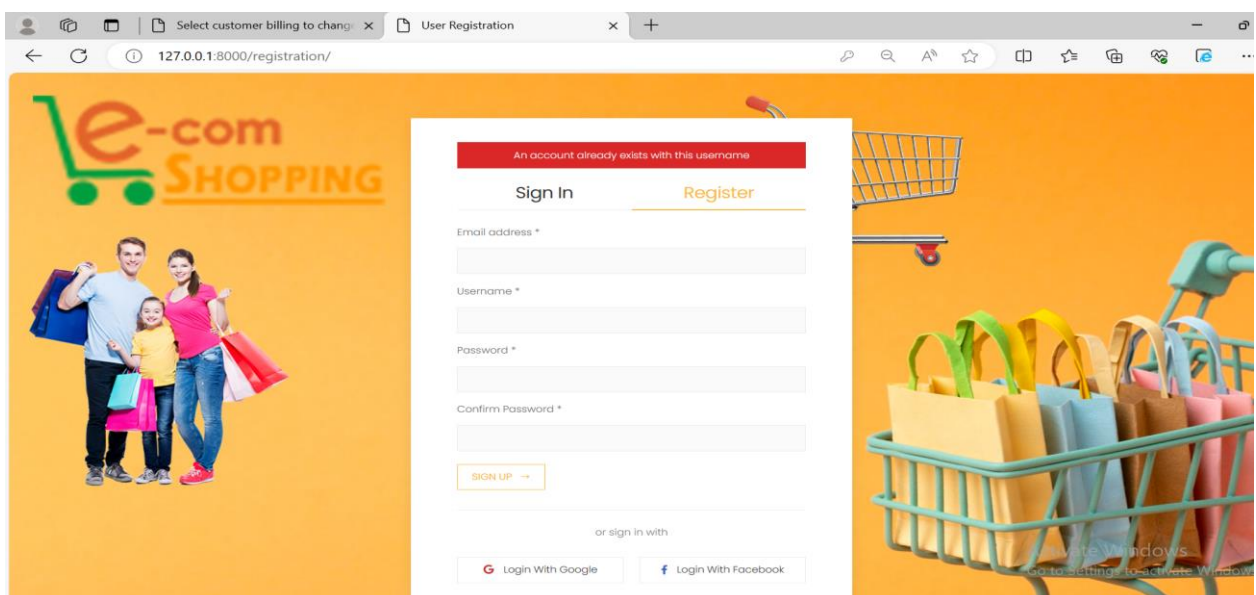 Select customer billing to chang
User Registration
127.0.0.1:8000/registration/
e-com
SHOPPING
An account already exists with this username
Sign In
Register
Email address *
Username *
Password *
Confirm Password *
SIGN UP →
or sign in with
G Login With Google
f Login With Facebook
Activate Windows
Go to Settings to activate Windows